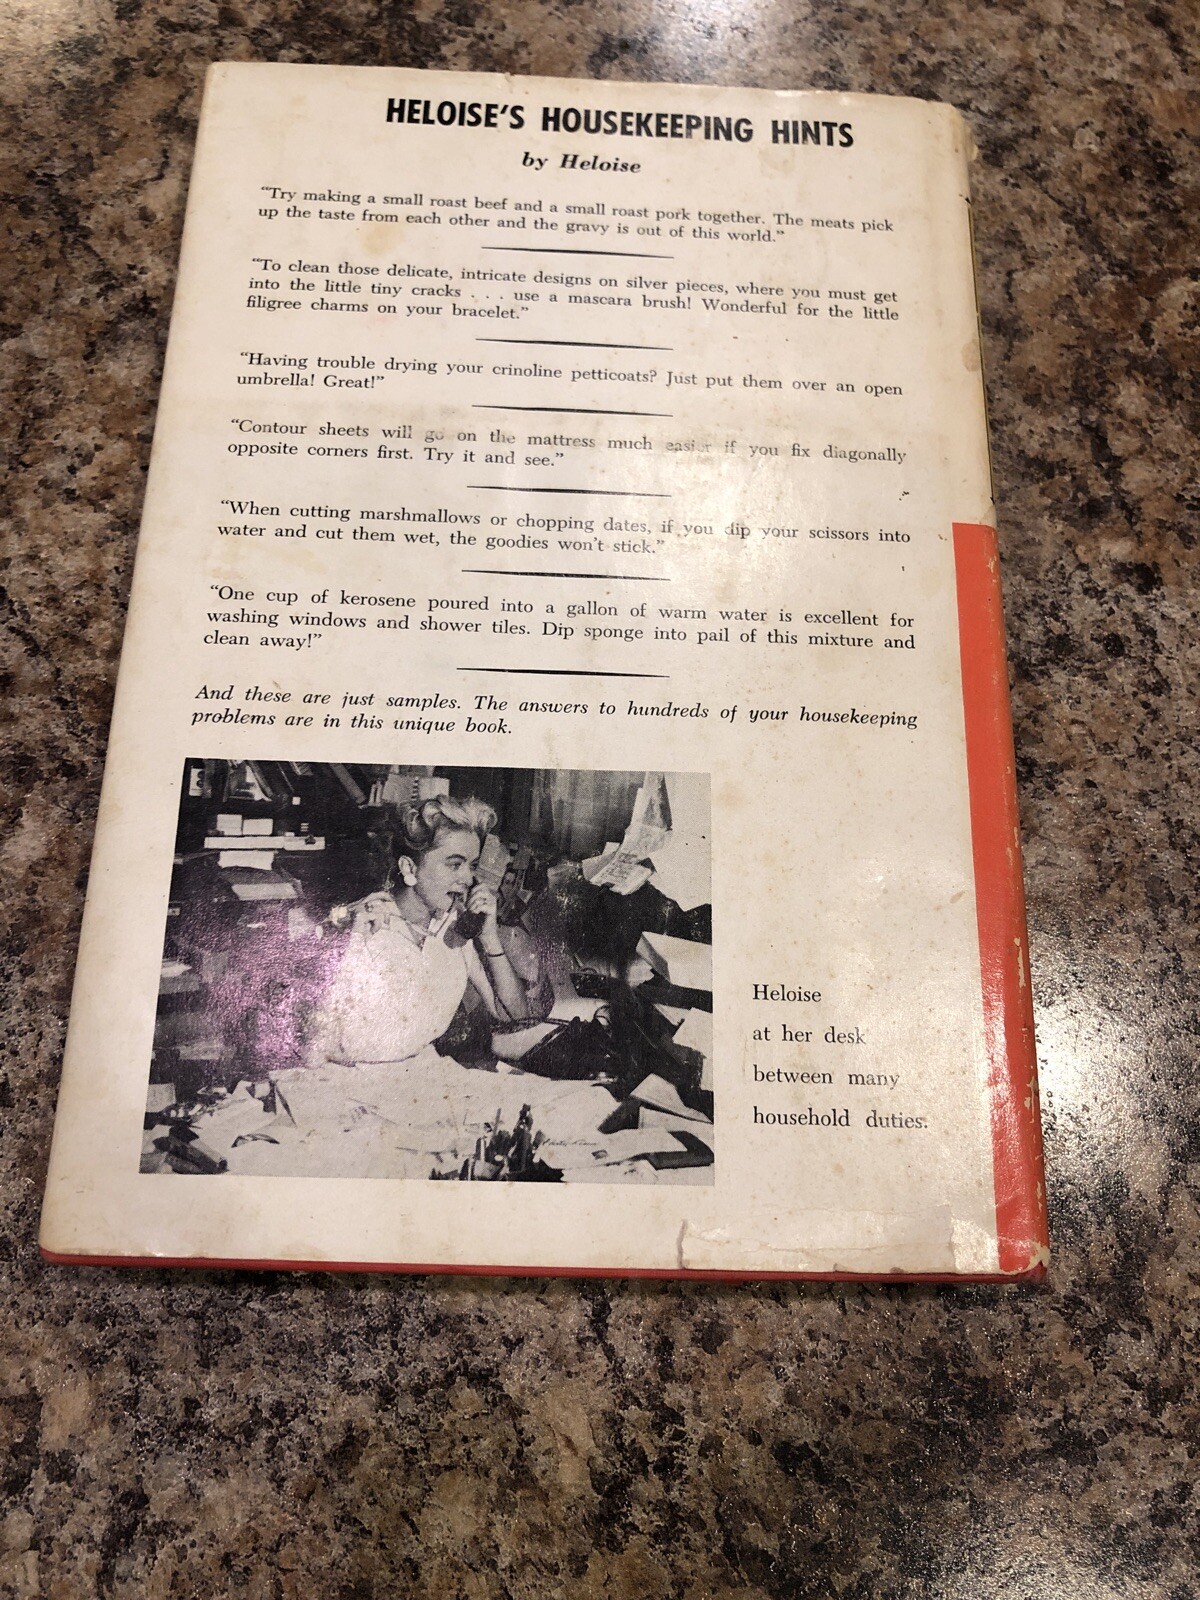 HELOISE'S HOUSEKEEPING HINTS
by Heloise
“Try making a small roast beef and a small roast pork together. The meats pick
up the taste from each other and the gravy is out of this world.”
“To clean those delicate, intricate designs on silver pieces, where you must get
into the little tiny cracks . . . use a mascara brush! Wonderful for the little
filigree charms on your bracelet.”
“Having trouble drying your crinoline petticoats? Just put them over an open
umbrella! Great!”
“Contour sheets will go on the mattress much easier if you fix diagonally
opposite corners first. Try it and see.”
“When cutting marshmallows or chopping dates, if you dip your scissors into
water and cut them wet, the goodies won't stick.”
“One cup of kerosene poured into a gallon of warm water is excellent for
washing windows and shower tiles. Dip sponge into pail of this mixture and
clean away!”
And these are just samples. The answers to hundreds of your housekeeping
problems are in this unique book.
Heloise
at her desk
between many
household duties.